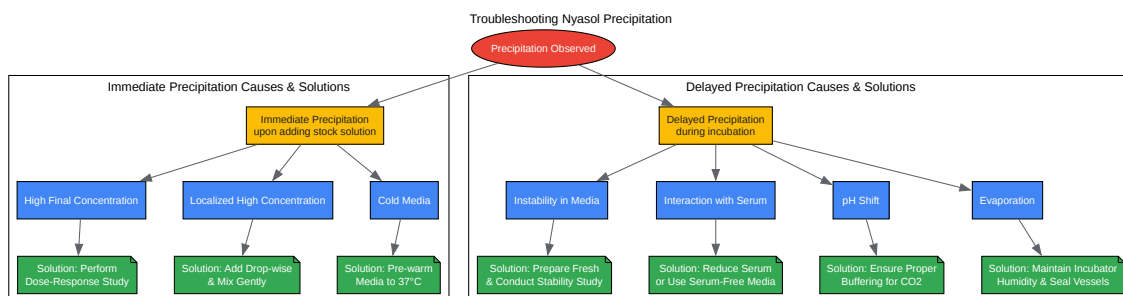 Troubleshooting Nyasol Precipitation
Precipitation Observed
Immediate Precipitation Causes & Solutions
Immediate Precipitation
upon adding stock solution
High Final Concentration
Localized High Concentration
Cold Media
Solution: Perform
Dose-Response Study
Solution: Add Drop-wise
& Mix Gently
Solution: Pre-warm
Media to 37°C
Delayed Precipitation Causes & Solutions
Delayed Precipitation
during incubation
Instability in Media
Interaction with Serum
pH Shift
Evaporation
Solution: Prepare Fresh
& Conduct Stability Study
Solution: Reduce Serum
or Use Serum-Free Media
Solution: Ensure Proper
Buffering for CO2
Solution: Maintain Incubator
Humidity & Seal Vessels